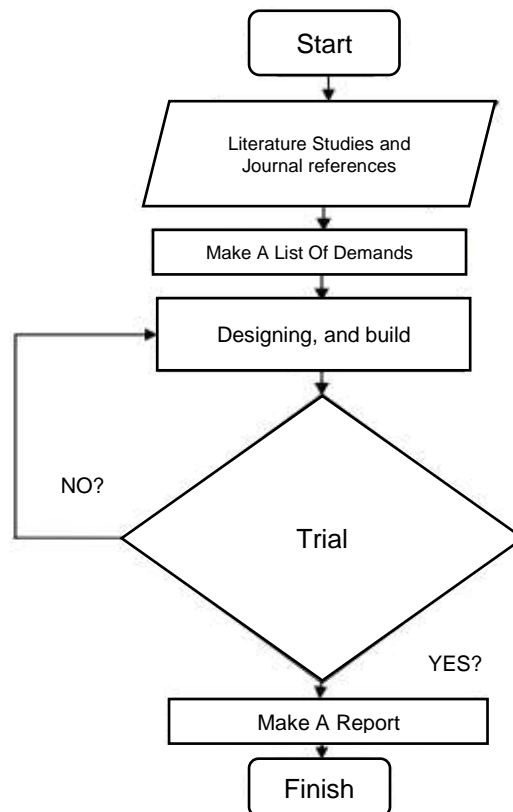 Start
Literature Studies and
Journal references
Make A List Of Demands
Designing, and build
NO?
Trial
YES?
Make A Report
Finish